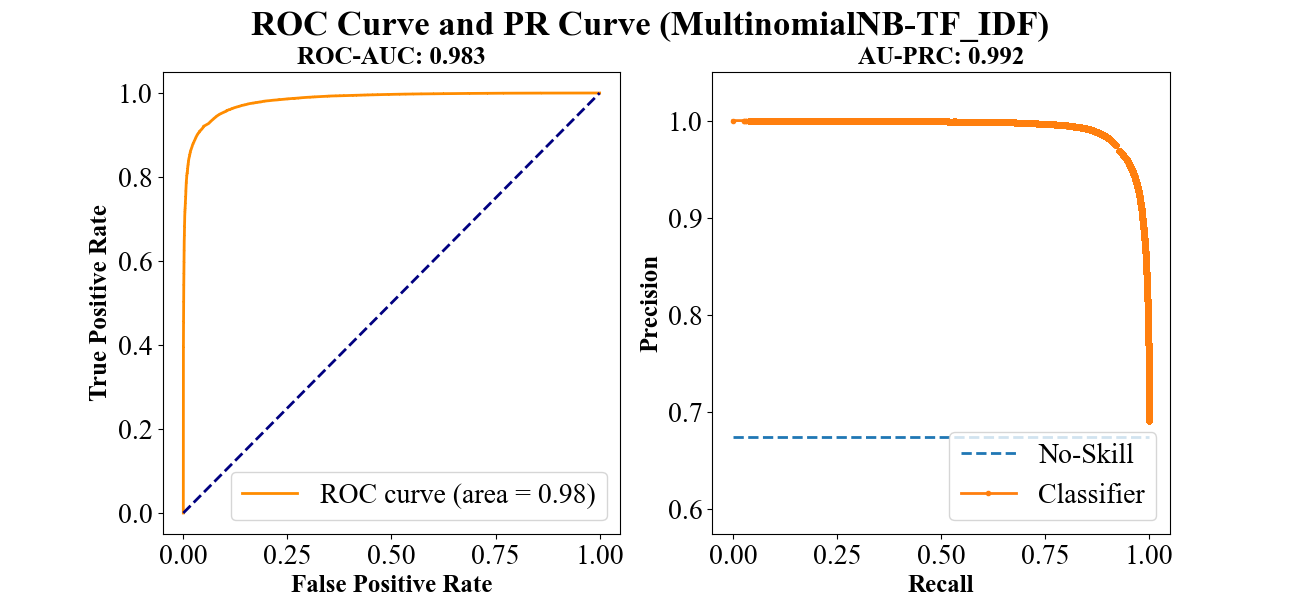 ROC Curve and PR Curve (MultinomialNB-TF_IDF)
ROC-AUC: 0.983
True Positive Rate
1.0
0.8
0.6
0.4
0.2
0.0
ROC curve (area = 0.98)
0.00 0.25 0.50 0.75 1.00
False Positive Rate
AU-PRC: 0.992
Precision
1.0
0.9
0.8
0.7
0.6
No-Skill
Classifier
0.00 0.25 0.50 0.75 1.00
Recall